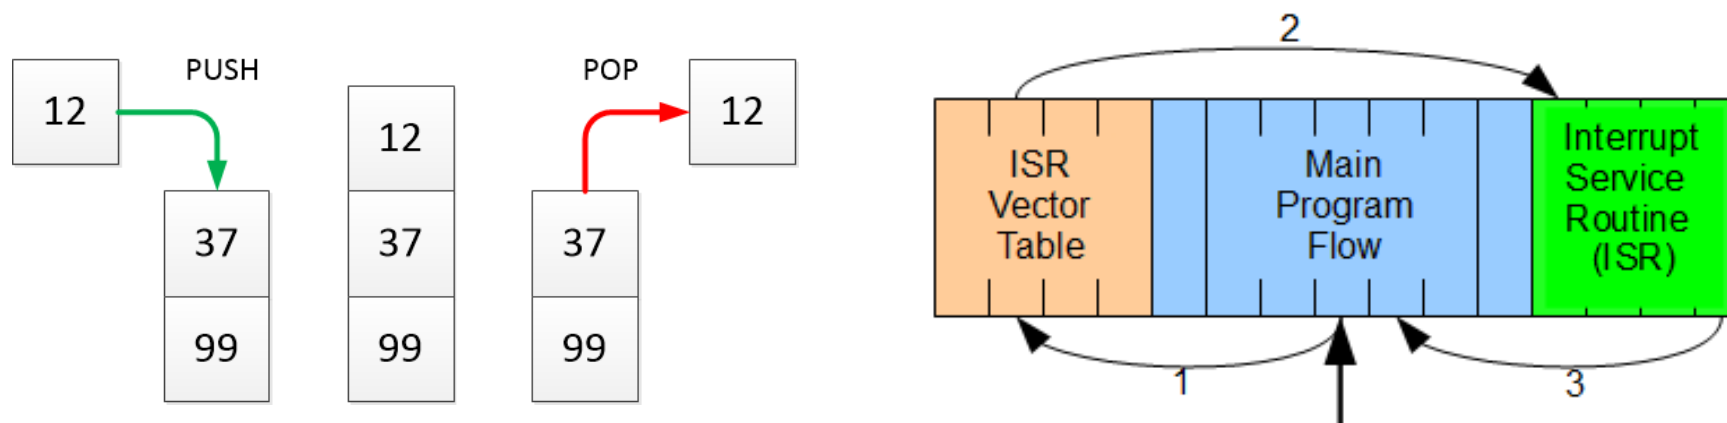 PUSH
12
37
99
12
37
99
POP
12
37
99
2
ISR
Vector
Table
Main
Program
Flow
Interrupt
Service
Routine
(ISR)
1
3